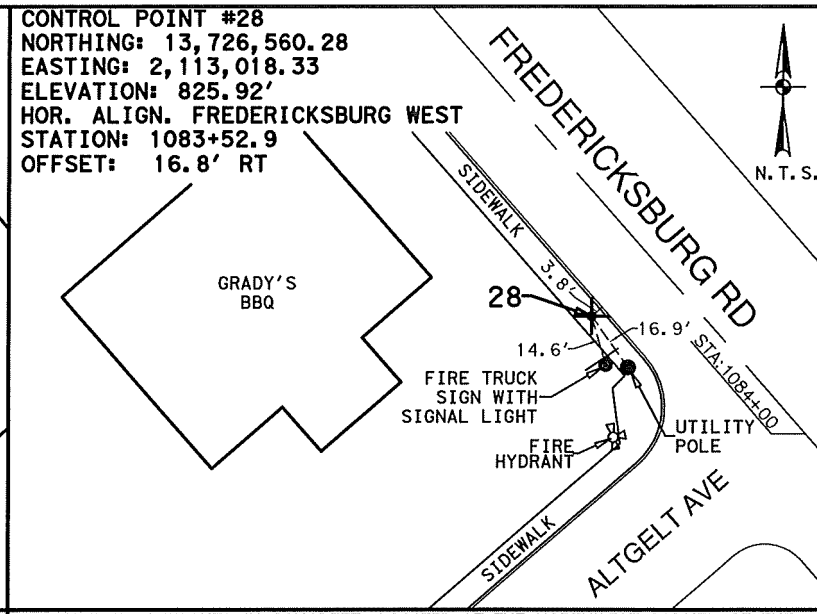 CONTROL POINT #28
NORTHING: 13,726,560.28
EASTING: 2,113,018.33
ELEVATION: 825.92'
HOR. ALIGN. FREDERICKSBURG WEST
STATION: 1083+52.9
OFFSET: 16.8' RT
FREDERICKSBURG RD
N.T.S.
SIDEWALK
GRADY'S
BBQ
3.8'
28
16.9'
14.6'
STA:1084+00
FIRE TRUCK
SIGN WITH
SIGNAL LIGHT
UTILITY
POLE
FIRE
HYDRANT
SIDEWALK
ALTGELT AVE